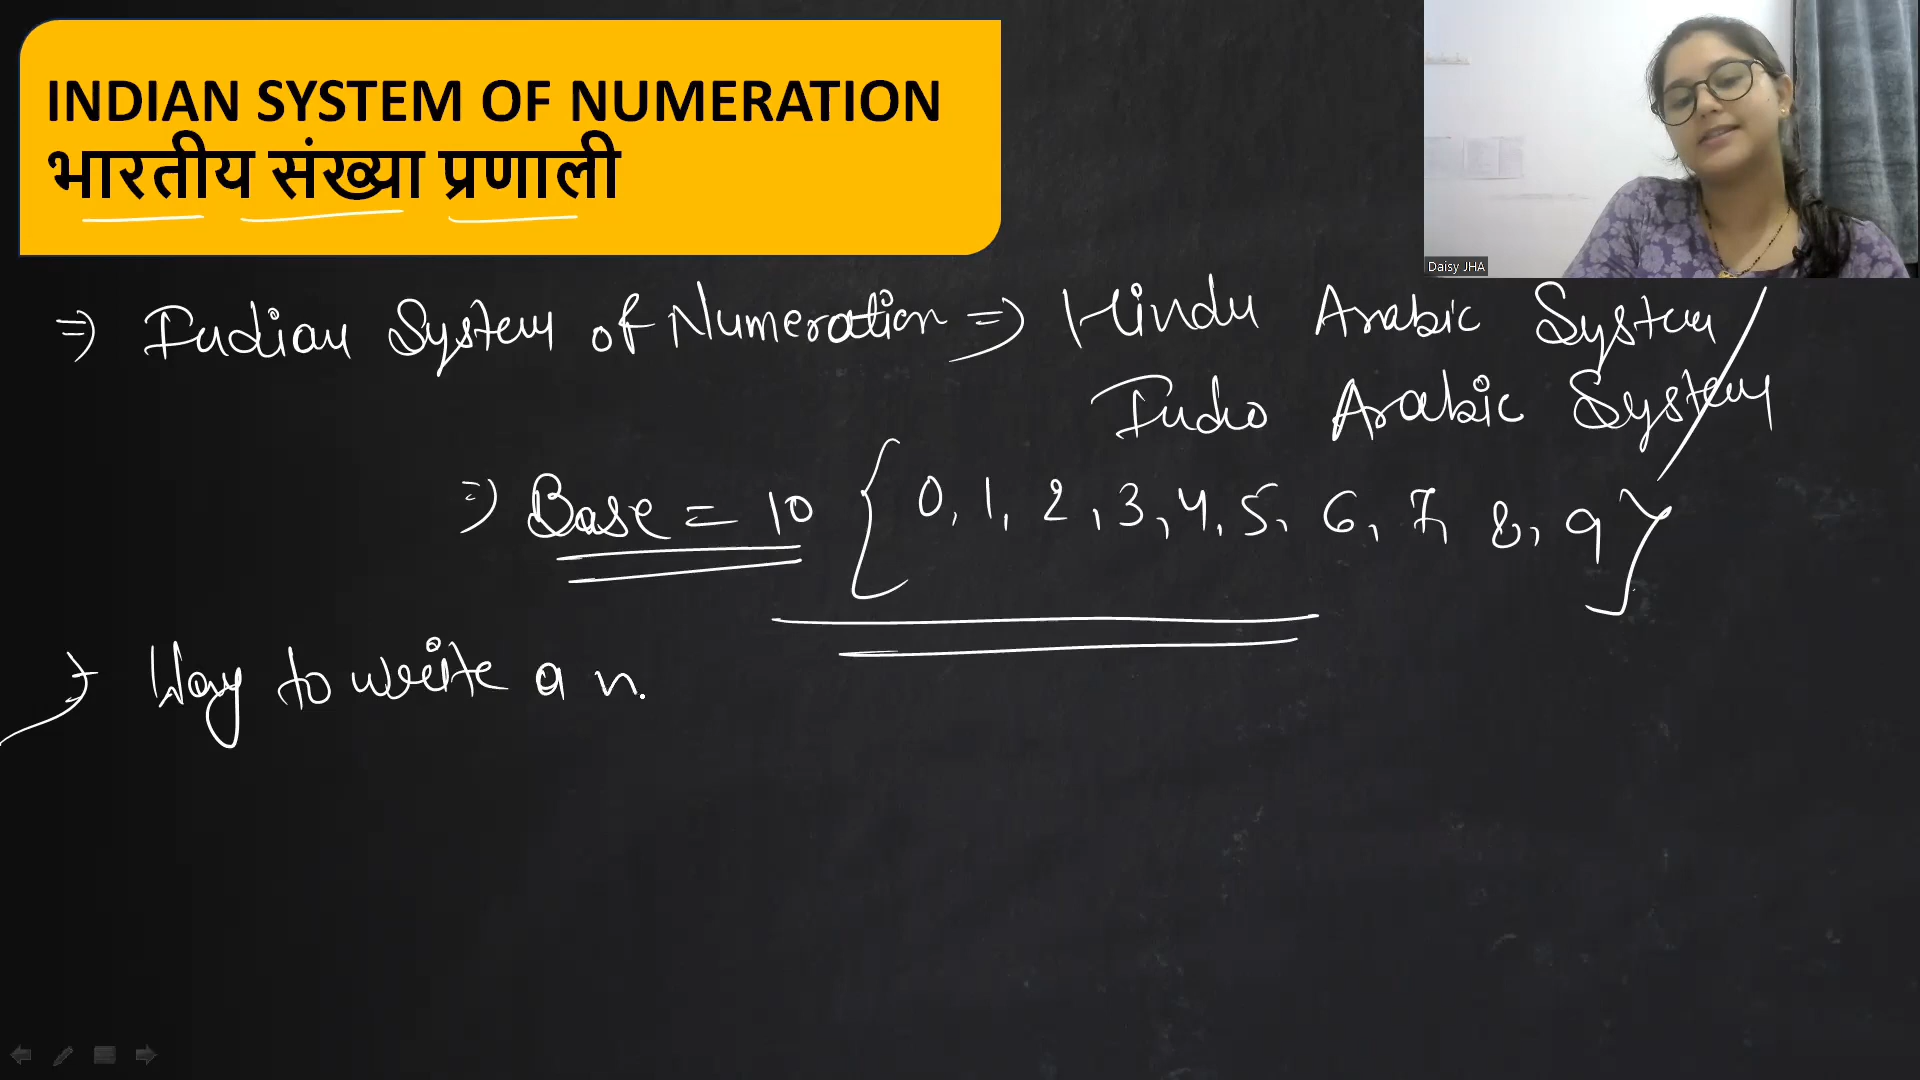 INDIAN SYSTEM OF NUMERATION
भारतीय संख्या प्रणाली
Daisy JHA
=> Indian System of Numeration => Hindu Arabic System
Indo Arabic System
=> Base = 10 { 0, 1, 2, 3, 4, 5, 6, 7, 8, 9 }
Way to write a n.